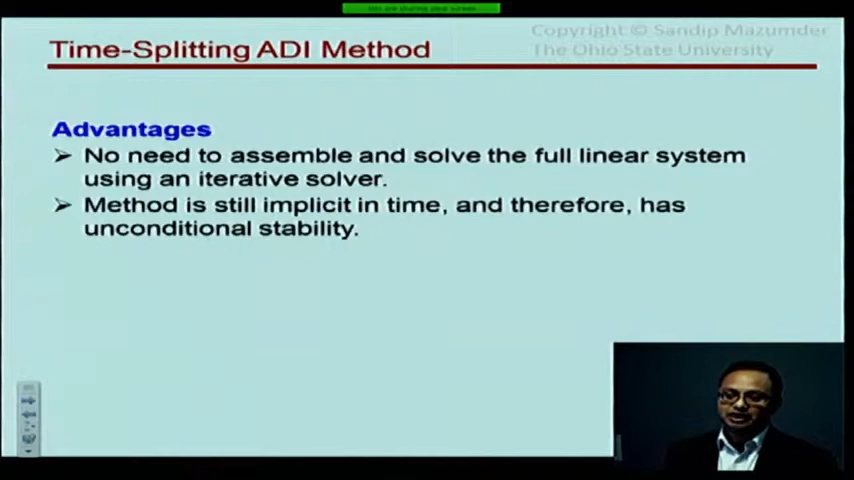 Copyright © Sandip Mazumder
The Ohio State University
Time-Splitting ADI Method
Advantages
➢ No need to assemble and solve the full linear system
using an iterative solver.
➢ Method is still implicit in time, and therefore, has
unconditional stability.